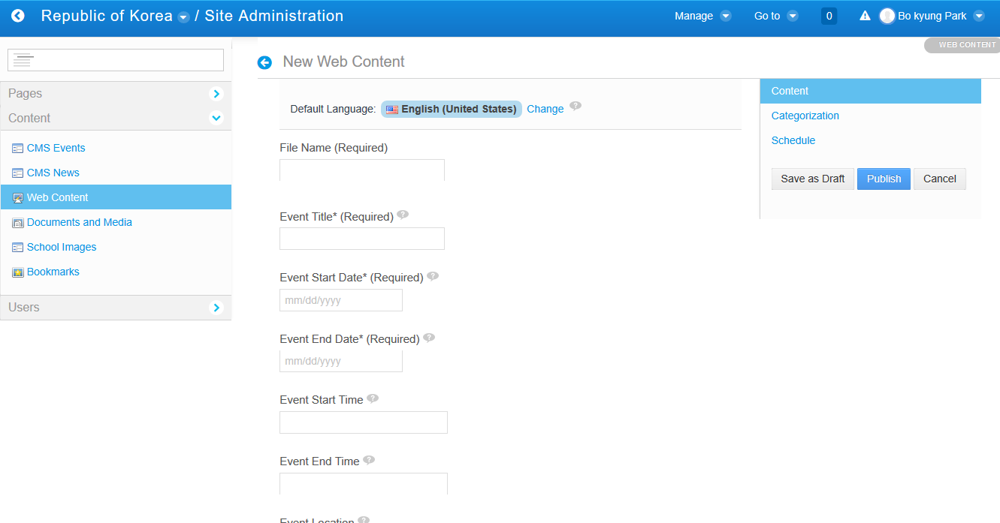 Republic of Korea / Site Administration
Manage
Go to
0
Bo kyung Park
WEB CONTENT
Pages
Content
CMS Events
CMS News
Web Content
Documents and Media
School Images
Bookmarks
Users
New Web Content
Default Language: English (United States) Change
File Name (Required)
Event Title* (Required)
Event Start Date* (Required)
mm/dd/yyyy
Event End Date* (Required)
mm/dd/yyyy
Event Start Time
Event End Time
Event Location
Content
Categorization
Schedule
Save as Draft
Publish
Cancel